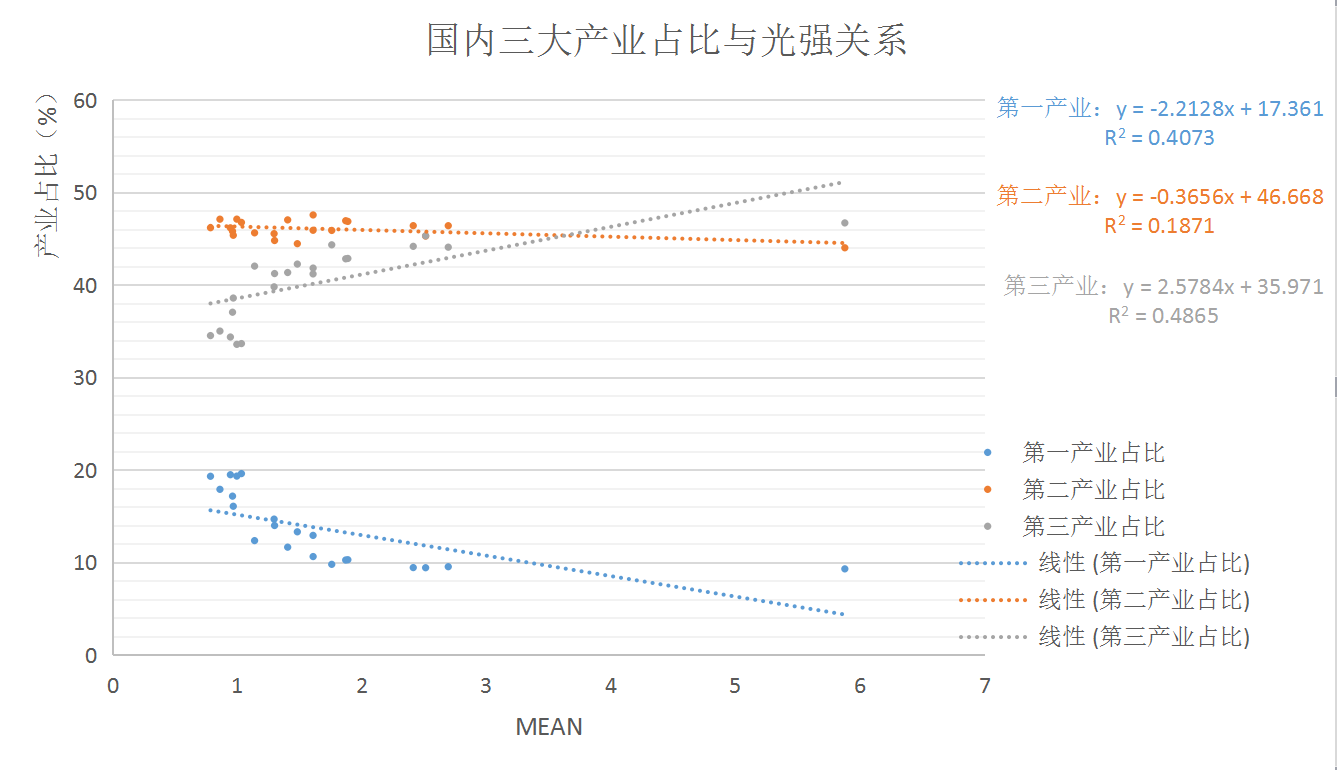 国内三大产业占比与光强关系
产业占比（%）
60
50
40
30
20
10
0
0 1 2 3 4 5 6 7
MEAN
第一产业：y = -2.2128x + 17.361
R² = 0.4073
第二产业：y = -0.3656x + 46.668
R² = 0.1871
第三产业：y = 2.5784x + 35.971
R² = 0.4865
第一产业占比
第二产业占比
第三产业占比
线性 (第一产业占比)
线性 (第二产业占比)
线性 (第三产业占比)